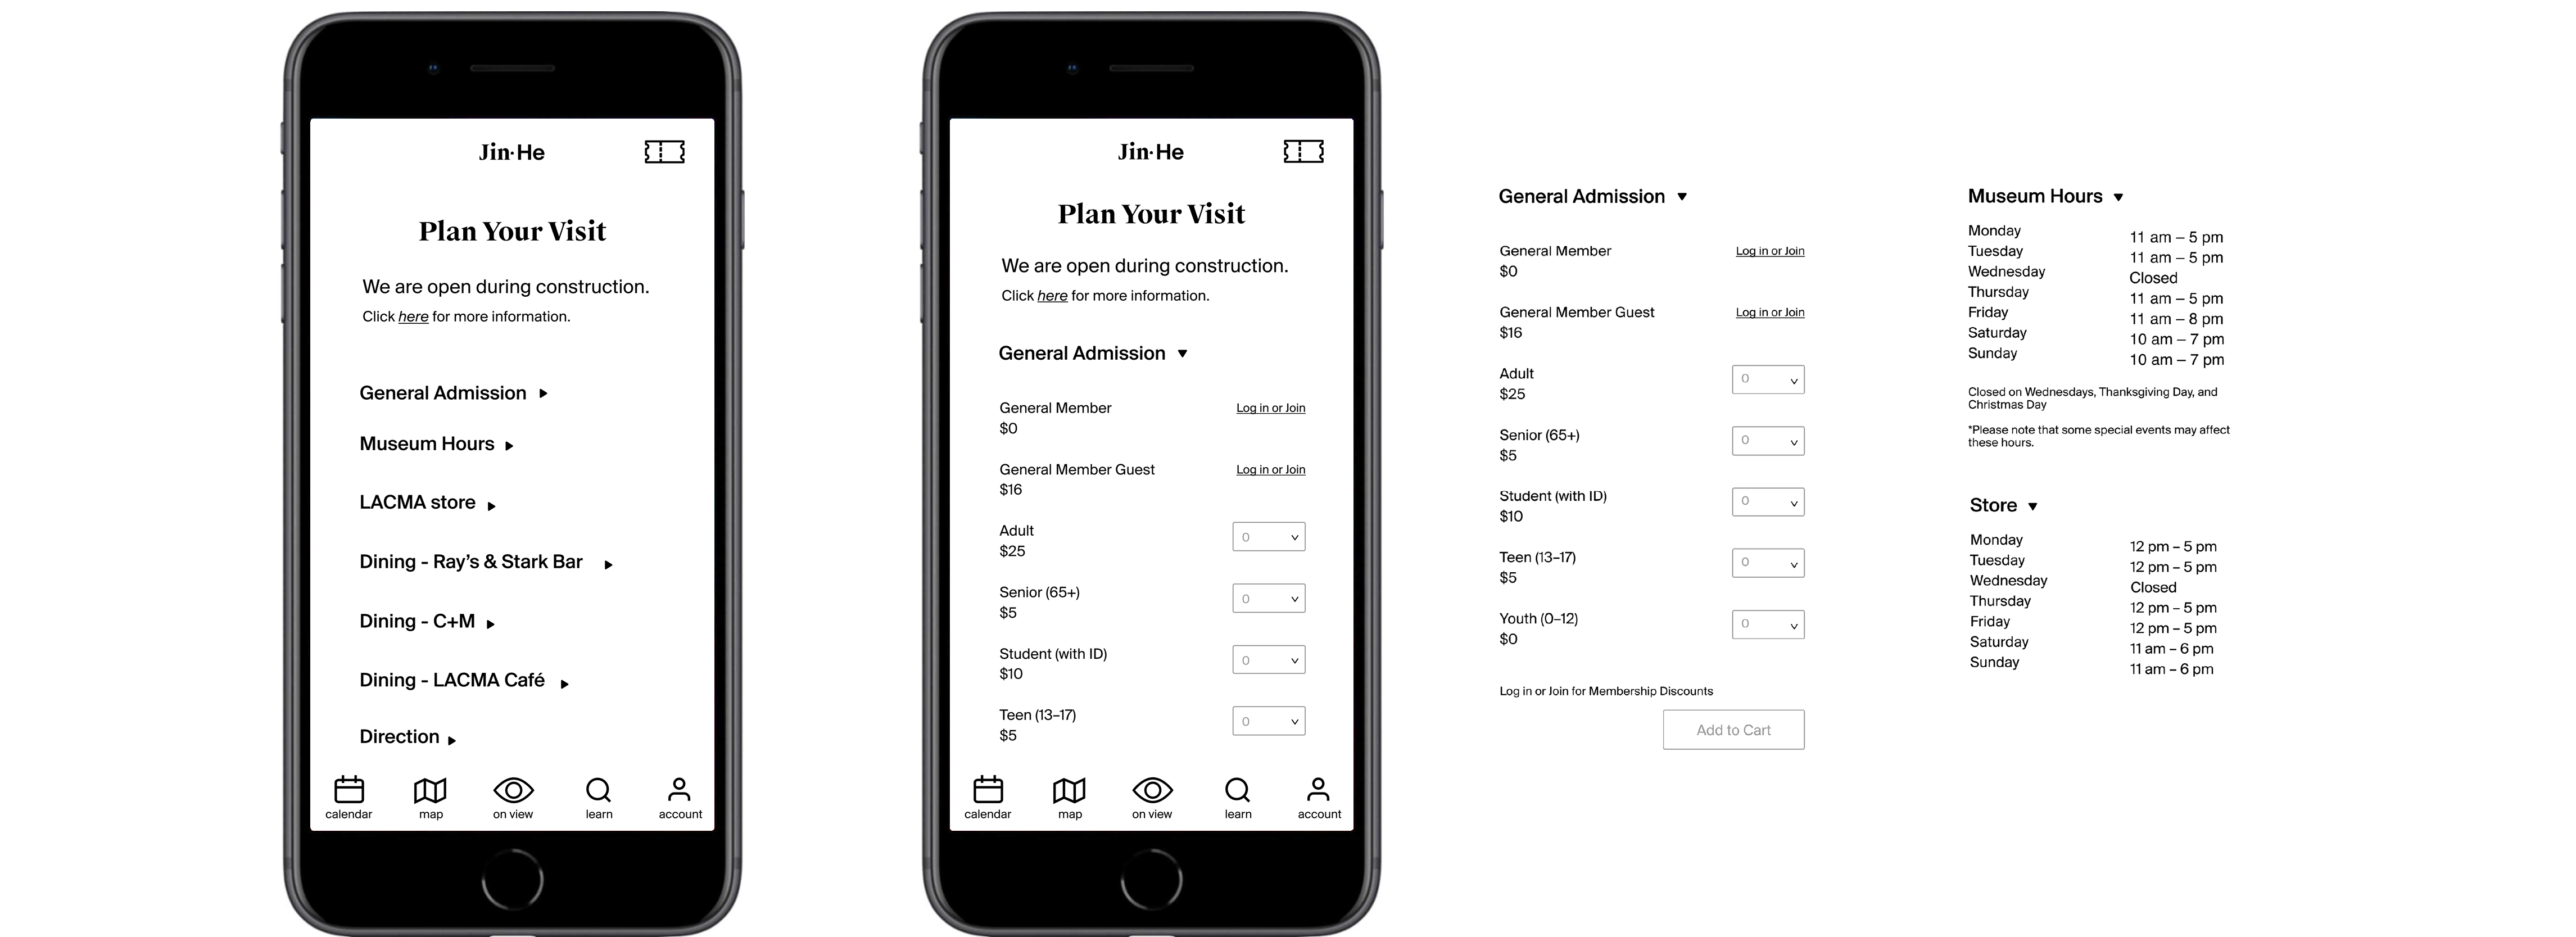 Jin·He
Plan Your Visit
We are open during construction.
Click here for more information.
General Admission
Museum Hours
LACMA store
Dining - Ray's & Stark Bar
Dining - C+M
Dining - LACMA Café
Direction
calendar map on view learn account
Jin·He
Plan Your Visit
We are open during construction.
Click here for more information.
General Admission
General Member Log in or Join
$0
General Member Guest Log in or Join
$16
Adult 0
$25
Senior (65+) 0
$5
Student (with ID) 0
$10
Teen (13–17) 0
$5
calendar map on view learn account
General Admission
General Member Log in or Join
$0
General Member Guest Log in or Join
$16
Adult 0
$25
Senior (65+) 0
$5
Student (with ID) 0
$10
Teen (13–17) 0
$5
Youth (0–12) 0
$0
Log in or Join for Membership Discounts
Add to Cart
Museum Hours
Monday 11 am – 5 pm
Tuesday 11 am – 5 pm
Wednesday Closed
Thursday 11 am – 5 pm
Friday 11 am – 8 pm
Saturday 10 am – 7 pm
Sunday 10 am – 7 pm
Closed on Wednesdays, Thanksgiving Day, and
Christmas Day
*Please note that some special events may affect
these hours.
Store
Monday 12 pm – 5 pm
Tuesday 12 pm – 5 pm
Wednesday Closed
Thursday 12 pm – 5 pm
Friday 12 pm – 5 pm
Saturday 11 am – 6 pm
Sunday 11 am – 6 pm